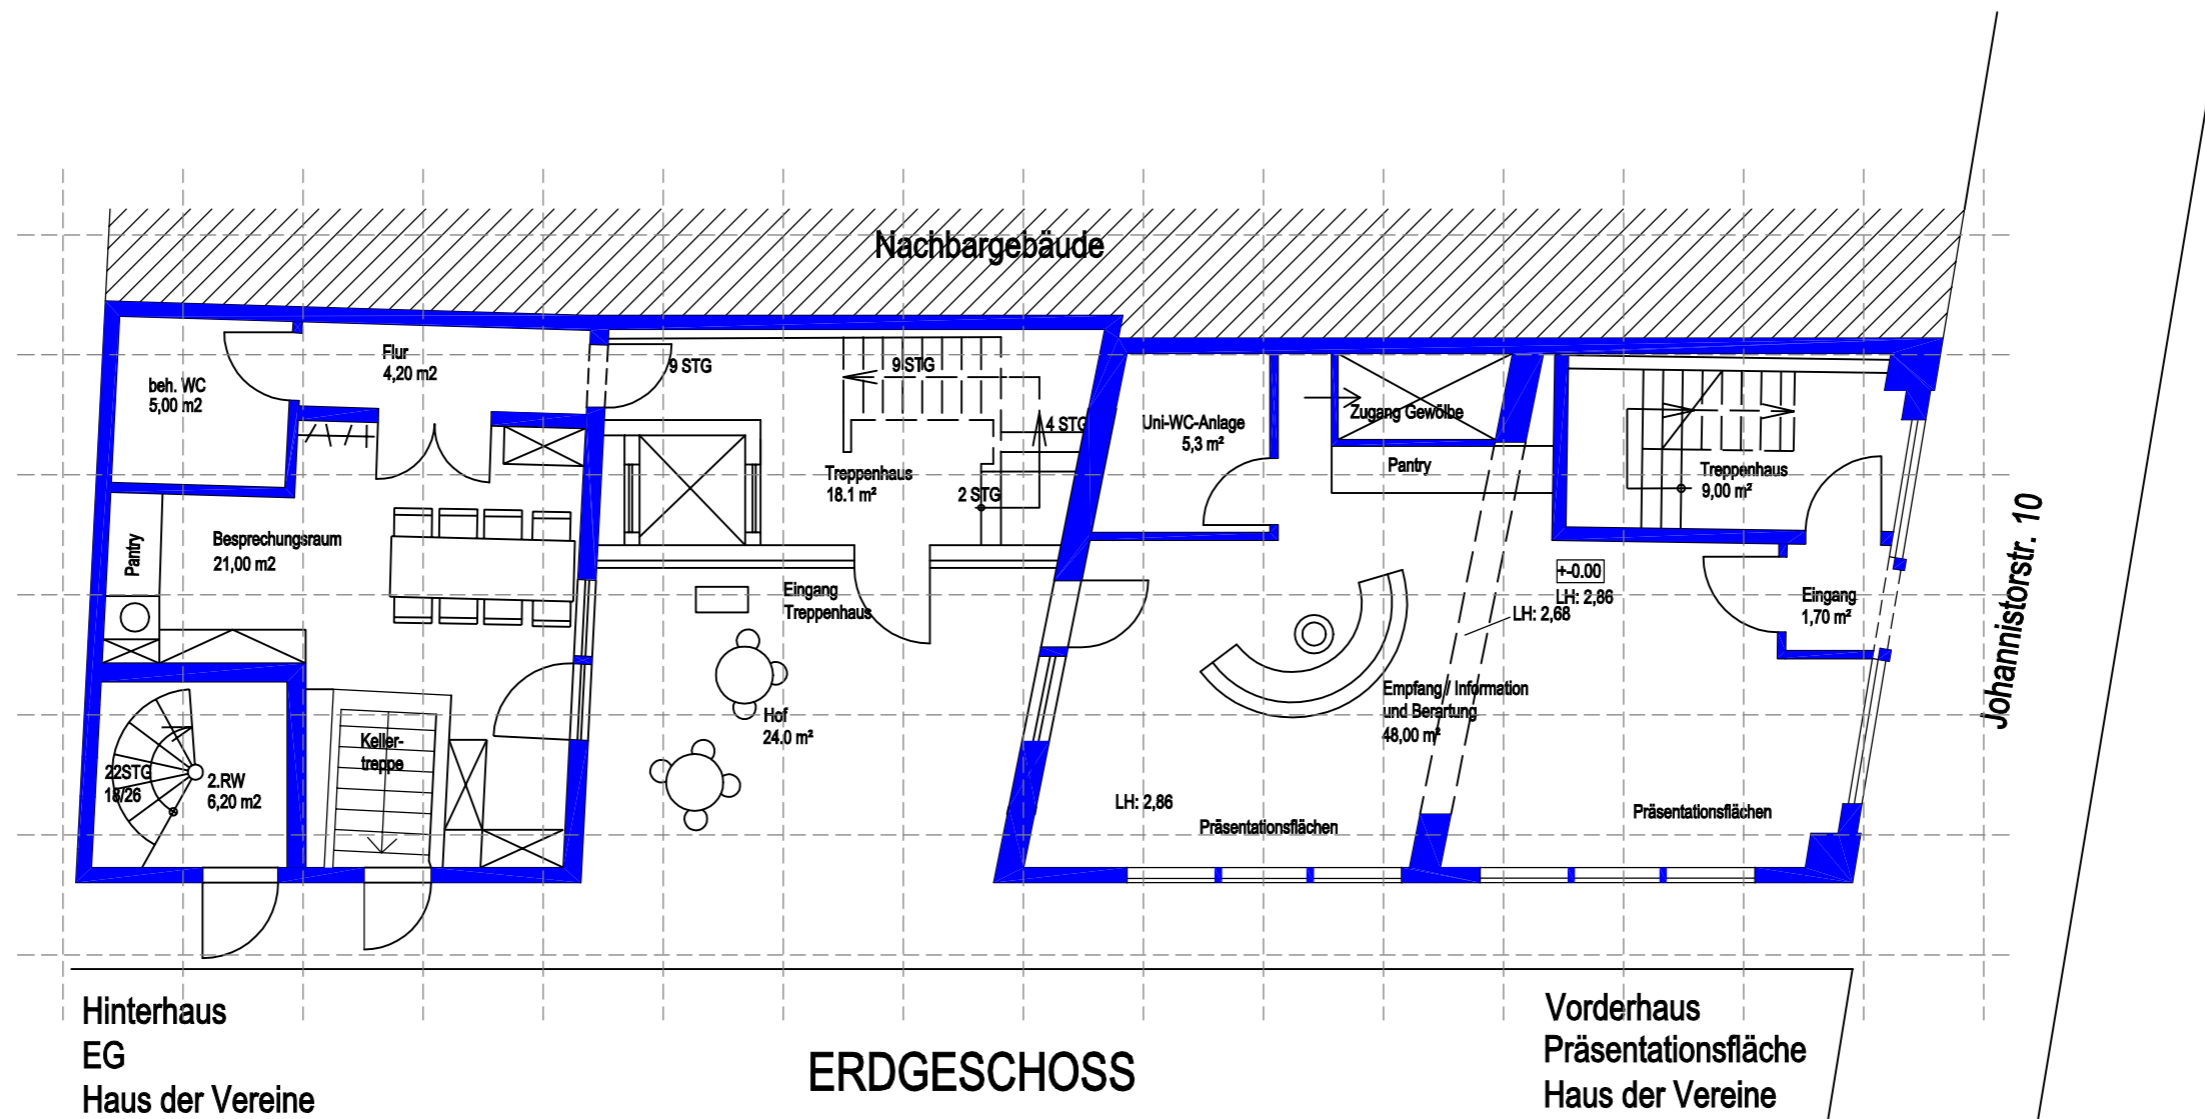 Nachbargebäude
Flur
4,20 m2
beh. WC
5,00 m2
9 STG
9 STG
4 STG
Treppenhaus
18.1 m²
2 STG
Uni-WC-Anlage
5,3 m²
Zugang Gewölbe
Pantry
Treppenhaus
9,00 m²
Johannistorstr. 10
Pantry
Besprechungsraum
21,00 m2
Eingang
Treppenhaus
+-0.00
LH: 2,86
LH: 2,68
Eingang
1,70 m²
Empfang / Information
und Berartung
48,00 m²
Hof
24.0 m²
Keller-
treppe
22STG
18/26
2.RW
6,20 m2
LH: 2,86
Präsentationsflächen
Präsentationsflächen
Hinterhaus
EG
Haus der Vereine
ERDGESCHOSS
Vorderhaus
Präsentationsfläche
Haus der Vereine